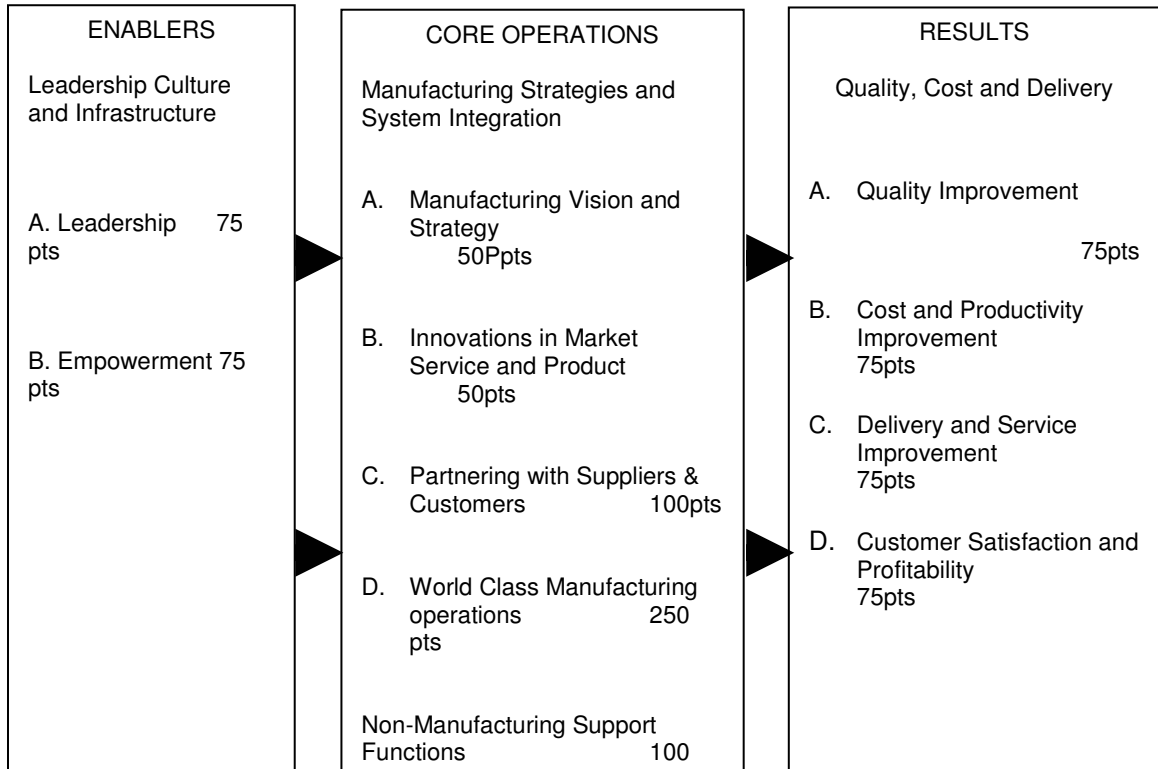 ENABLERS
Leadership Culture
and Infrastructure
A. Leadership 75
pts
B. Empowerment 75
pts
CORE OPERATIONS
Manufacturing Strategies and
System Integration
A. Manufacturing Vision and
Strategy
50Ppts
B. Innovations in Market
Service and Product
50pts
C. Partnering with Suppliers &
Customers 100pts
D. World Class Manufacturing
operations 250
pts
Non-Manufacturing Support
Functions 100
RESULTS
Quality, Cost and Delivery
A. Quality Improvement
75pts
B. Cost and Productivity
Improvement
75pts
C. Delivery and Service
Improvement
75pts
D. Customer Satisfaction and
Profitability
75pts